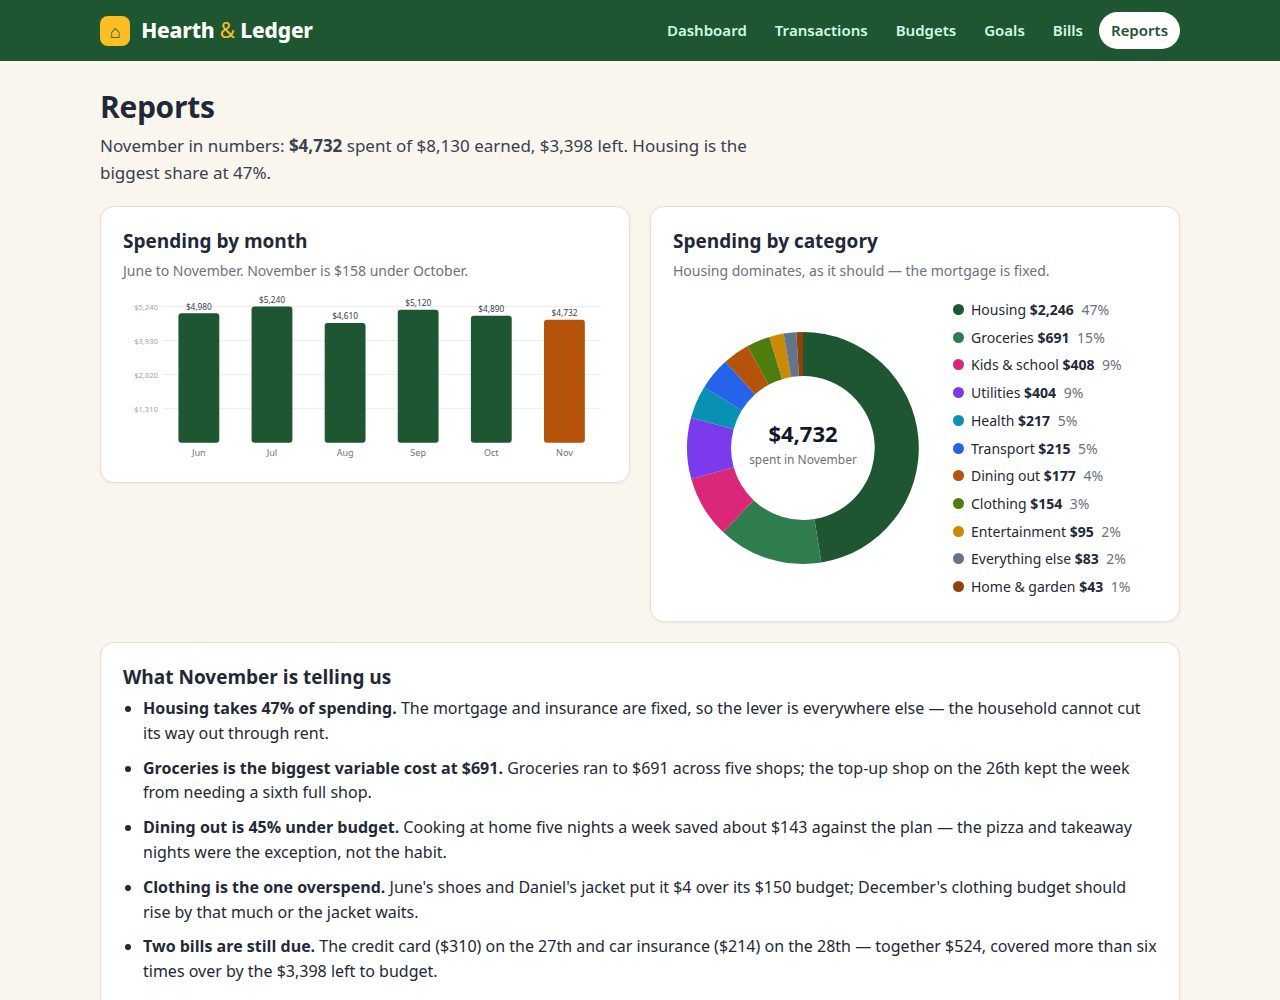 Hearth & Ledger
Dashboard Transactions Budgets Goals Bills Reports
Reports
November in numbers: $4,732 spent of $8,130 earned, $3,398 left. Housing is the
biggest share at 47%.
Spending by month
June to November. November is $158 under October.
$5,240
$3,930
$2,620
$1,310
$4,980
$5,240
$4,610
$5,120
$4,890
$4,732
Jun Jul Aug Sep Oct Nov
Spending by category
Housing dominates, as it should — the mortgage is fixed.
$4,732
spent in November
Housing $2,246 47%
Groceries $691 15%
Kids & school $408 9%
Utilities $404 9%
Health $217 5%
Transport $215 5%
Dining out $177 4%
Clothing $154 3%
Entertainment $95 2%
Everything else $83 2%
Home & garden $43 1%
What November is telling us
Housing takes 47% of spending. The mortgage and insurance are fixed, so the lever is everywhere else — the household cannot cut
its way out through rent.
Groceries is the biggest variable cost at $691. Groceries ran to $691 across five shops; the top-up shop on the 26th kept the week
from needing a sixth full shop.
Dining out is 45% under budget. Cooking at home five nights a week saved about $143 against the plan — the pizza and takeaway
nights were the exception, not the habit.
Clothing is the one overspend. June's shoes and Daniel's jacket put it $4 over its $150 budget; December's clothing budget should
rise by that much or the jacket waits.
Two bills are still due. The credit card ($310) on the 27th and car insurance ($214) on the 28th — together $524, covered more than six
times over by the $3,398 left to budget.